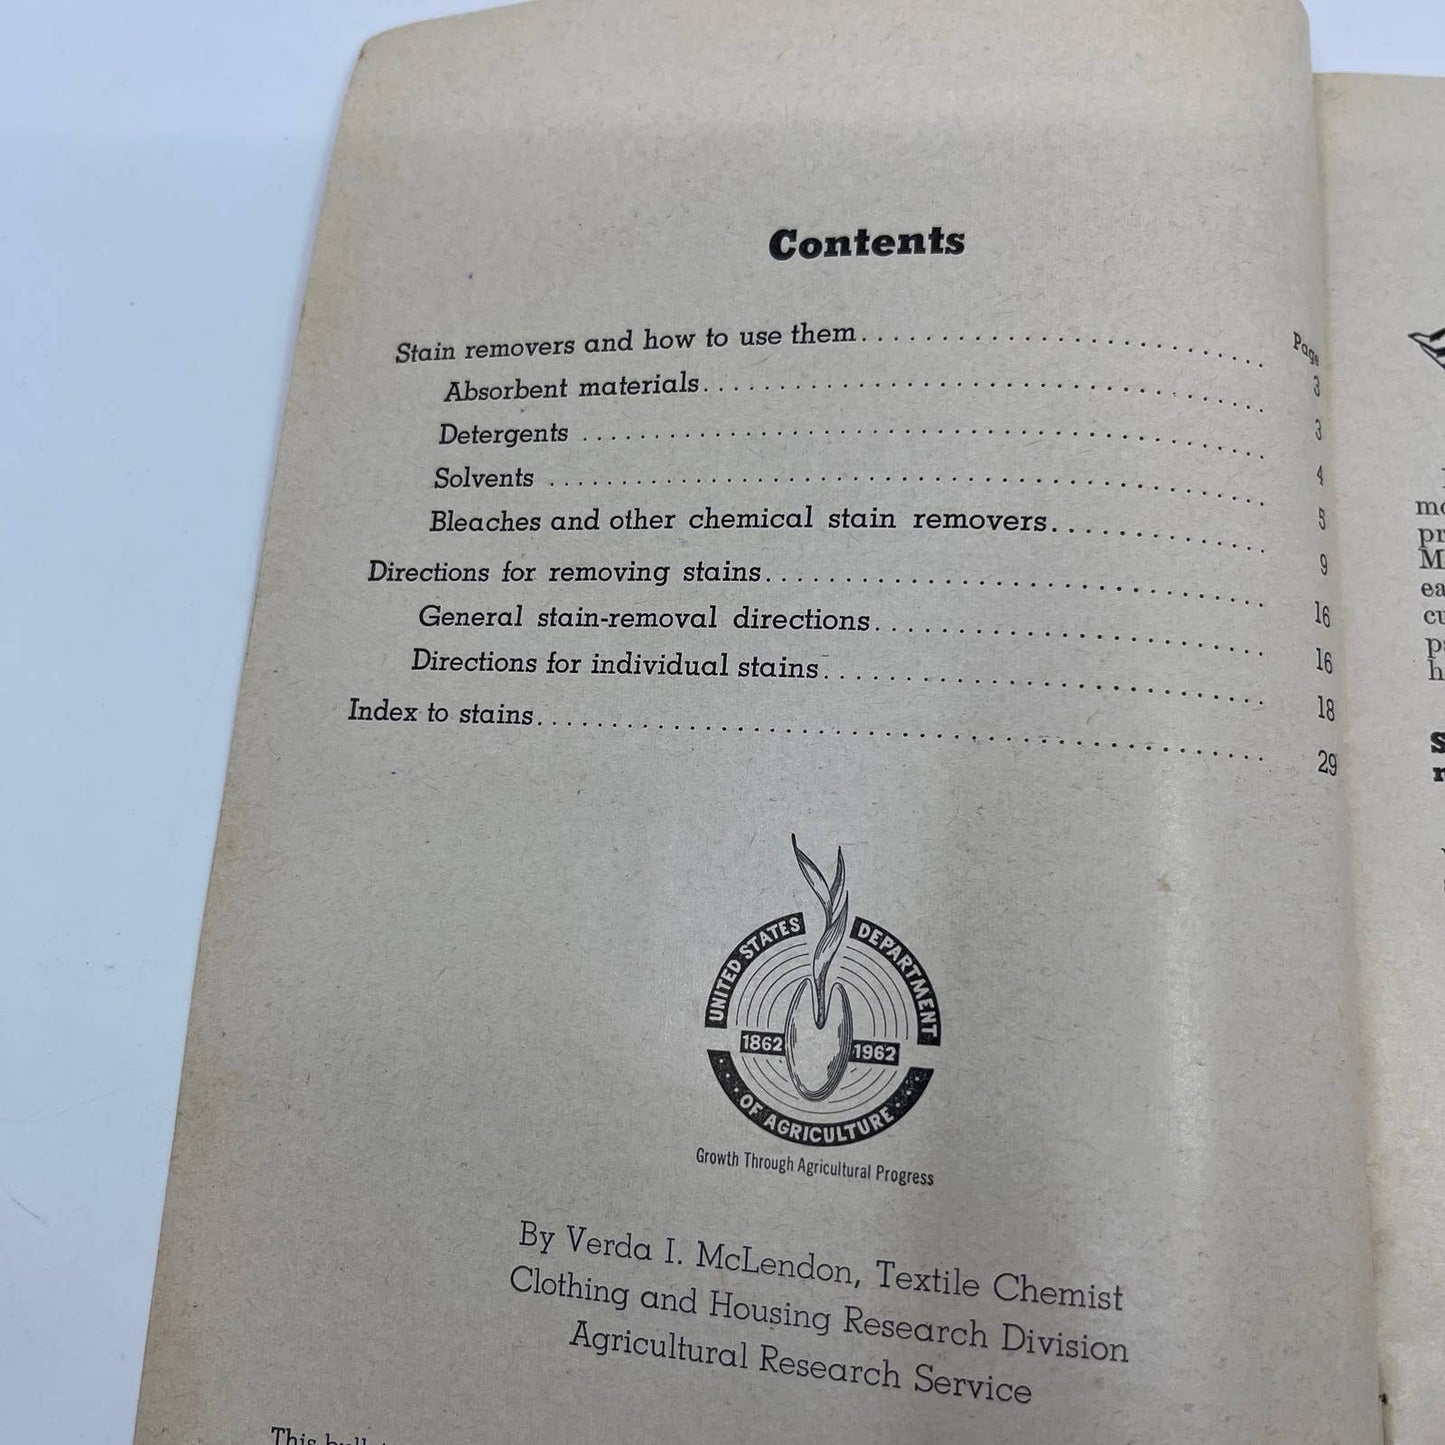 Contents
Page
Stain removers and how to use them 3
Absorbent materials 3
Detergents 4
Solvents 5
Bleaches and other chemical stain removers 9
Directions for removing stains 16
General stain-removal directions 16
Directions for individual stains 18
Index to stains 29
UNITED STATES DEPARTMENT
1862 1962
OF AGRICULTURE
Growth Through Agricultural Progress
By Verda I. McLendon, Textile Chemist
Clothing and Housing Research Division
Agricultural Research Service
This